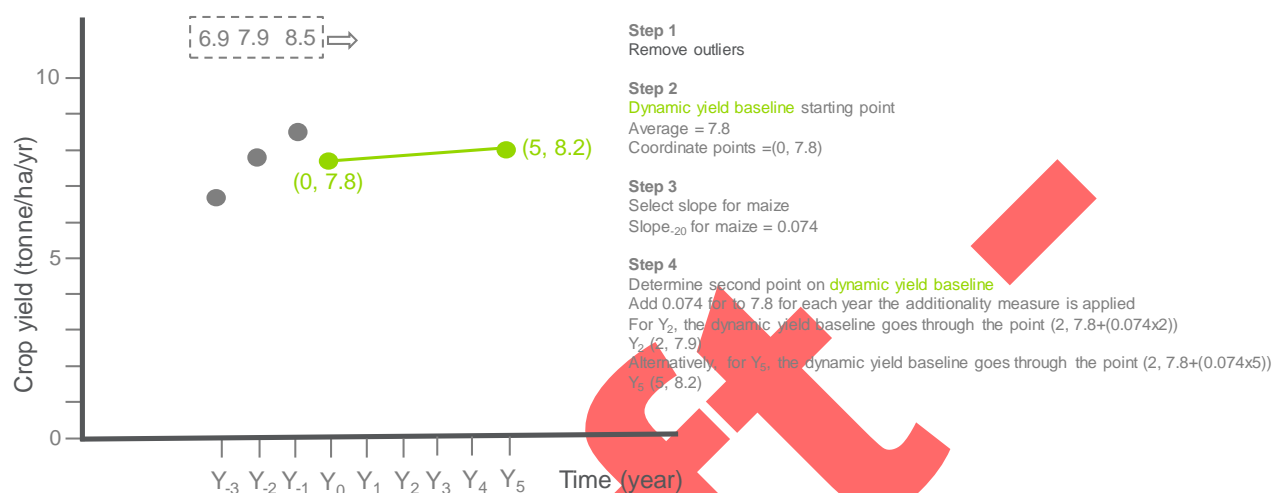 6.9 7.9 8.5
10
5
0
Crop yield (tonne/ha/yr)
(0, 7.8)
(5, 8.2)
Y-3 Y-2 Y-1 Y0 Y1 Y2 Y3 Y4 Y5 Time (year)
Step 1
Remove outliers
Step 2
Dynamic yield baseline starting point
Average = 7.8
Coordinate points =(0, 7.8)
Step 3
Select slope for maize
Slope-20 for maize = 0.074
Step 4
Determine second point on dynamic yield baseline
Add 0.074 for to 7.8 for each year the additionality measure is applied
For Y2, the dynamic yield baseline goes through the point (2, 7.8+(0.074x2))
Y2 (2, 7.9)
Alternatively, for Y5, the dynamic yield baseline goes through the point (2, 7.8+(0.074x5))
Y5 (5, 8.2)